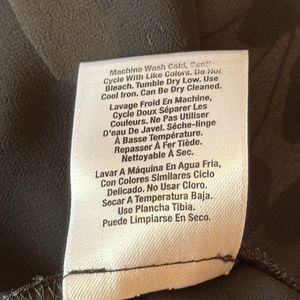 Machine Wash Cold, Gentle
Cycle With Like Colors. Do Not
Bleach. Tumble Dry Low. Use
Cool Iron. Can Be Dry Cleaned.
Lavage Froid En Machine,
Cycle Doux Séparer Les
Couleurs. Ne Pas Utiliser
D'eau De Javel. Séche-linge
À Basse Température.
Repasser À Fer Tiède.
Nettoyable À Sec.
Lavar A Máquina En Agua Fria,
Con Colores Similares Ciclo
Delicado. No Usar Cloro.
Secar A Temperatura Baja.
Use Plancha Tibia.
Puede Limpiarse En Seco.